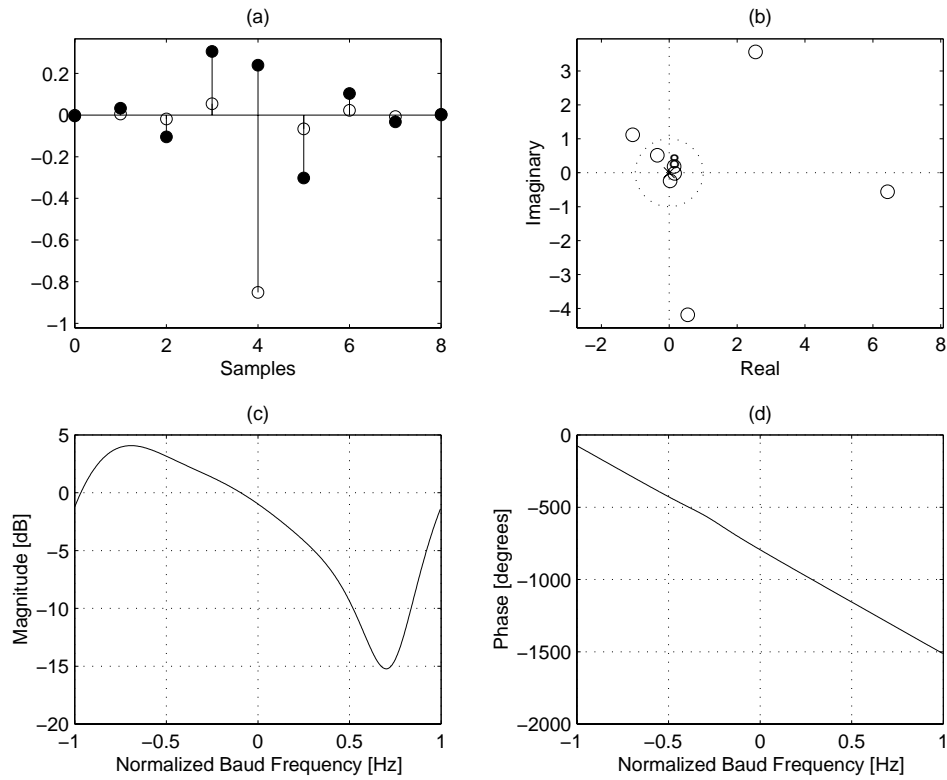 (a)
0.2
0
−0.2
−0.4
−0.6
−0.8
−1
0 2 4 6 8
Samples
(b)
3
2
1
0
−1
−2
−3
−4
Imaginary
−2 0 2 4 6 8
Real
8
(c)
5
0
−5
−10
−15
−20
Magnitude [dB]
−1 −0.5 0 0.5 1
Normalized Baud Frequency [Hz]
(d)
0
−500
−1000
−1500
−2000
Phase [degrees]
−1 −0.5 0 0.5 1
Normalized Baud Frequency [Hz]